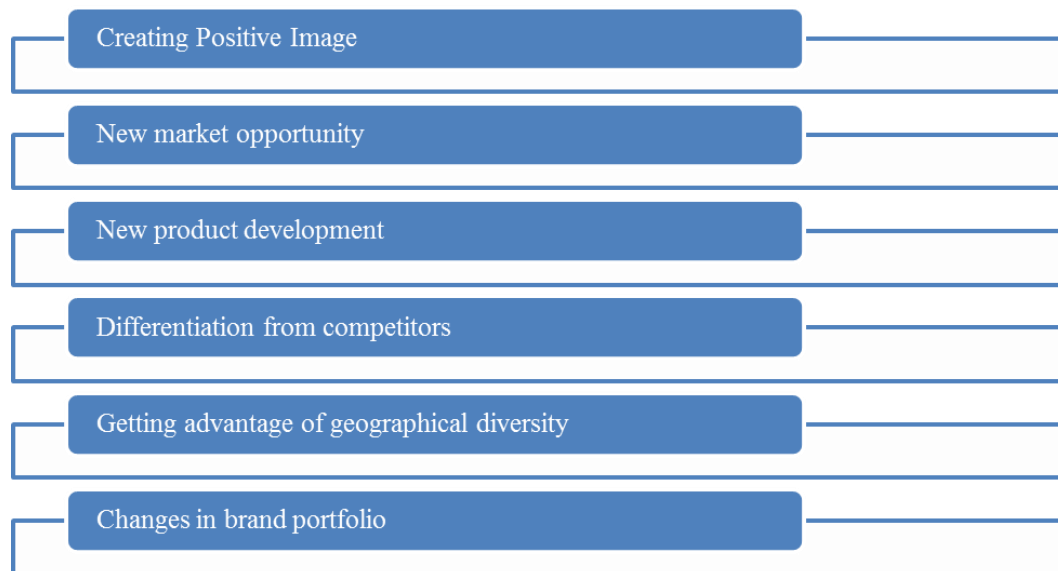 Creating Positive Image
New market opportunity
New product development
Differentiation from competitors
Getting advantage of geographical diversity
Changes in brand portfolio